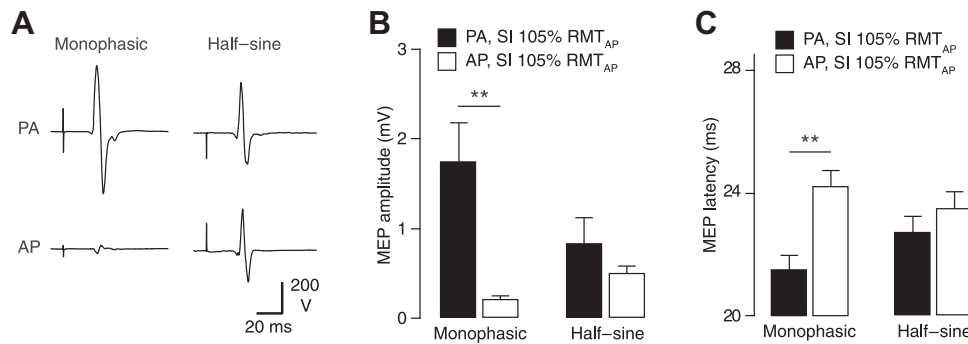 A
Monophasic
Half–sine
PA
AP
200
V
20 ms
B
PA, SI 105% RMTAP
AP, SI 105% RMTAP
3
2
1
0
**
MEP amplitude (mV)
Monophasic
Half–sine
C
PA, SI 105% RMTAP
AP, SI 105% RMTAP
28
24
20
**
MEP latency (ms)
Monophasic
Half–sine